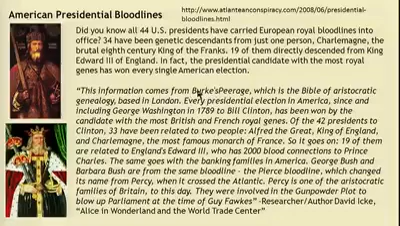 American Presidential Bloodlines
http://www.atlanteanconspiracy.com/2008/06/presidential-
bloodlines.html
Did you know all 44 U.S. presidents have carried European royal bloodlines into
office? 34 have been genetic descendants from just one person, Charlemagne, the
brutal eighth century King of the Franks. 19 of them directly descended from King
Edward III of England. In fact, the presidential candidate with the most royal
genes has won every single American election.
“This information comes from Burke'sPeerage, which is the Bible of aristocratic
genealogy, based in London. Every presidential election in America, since and
including George Washington in 1789 to Bill Clinton, has been won by the
candidate with the most British and French royal genes. Of the 42 presidents to
Clinton, 33 have been related to two people: Alfred the Great, King of England,
and Charlemagne, the most famous monarch of France. So it goes on: 19 of them
are related to England's Edward III, who has 2000 blood connections to Prince
Charles. The same goes with the banking families in America. George Bush and
Barbara Bush are from the same bloodline - the Pierce bloodline, which changed
its name from Percy, when it crossed the Atlantic. Percy is one of the aristocratic
families of Britain, to this day. They were involved in the Gunpowder Plot to
blow up Parliament at the time of Guy Fawkes” -Researcher/Author David Icke,
“Alice in Wonderland and the World Trade Center”